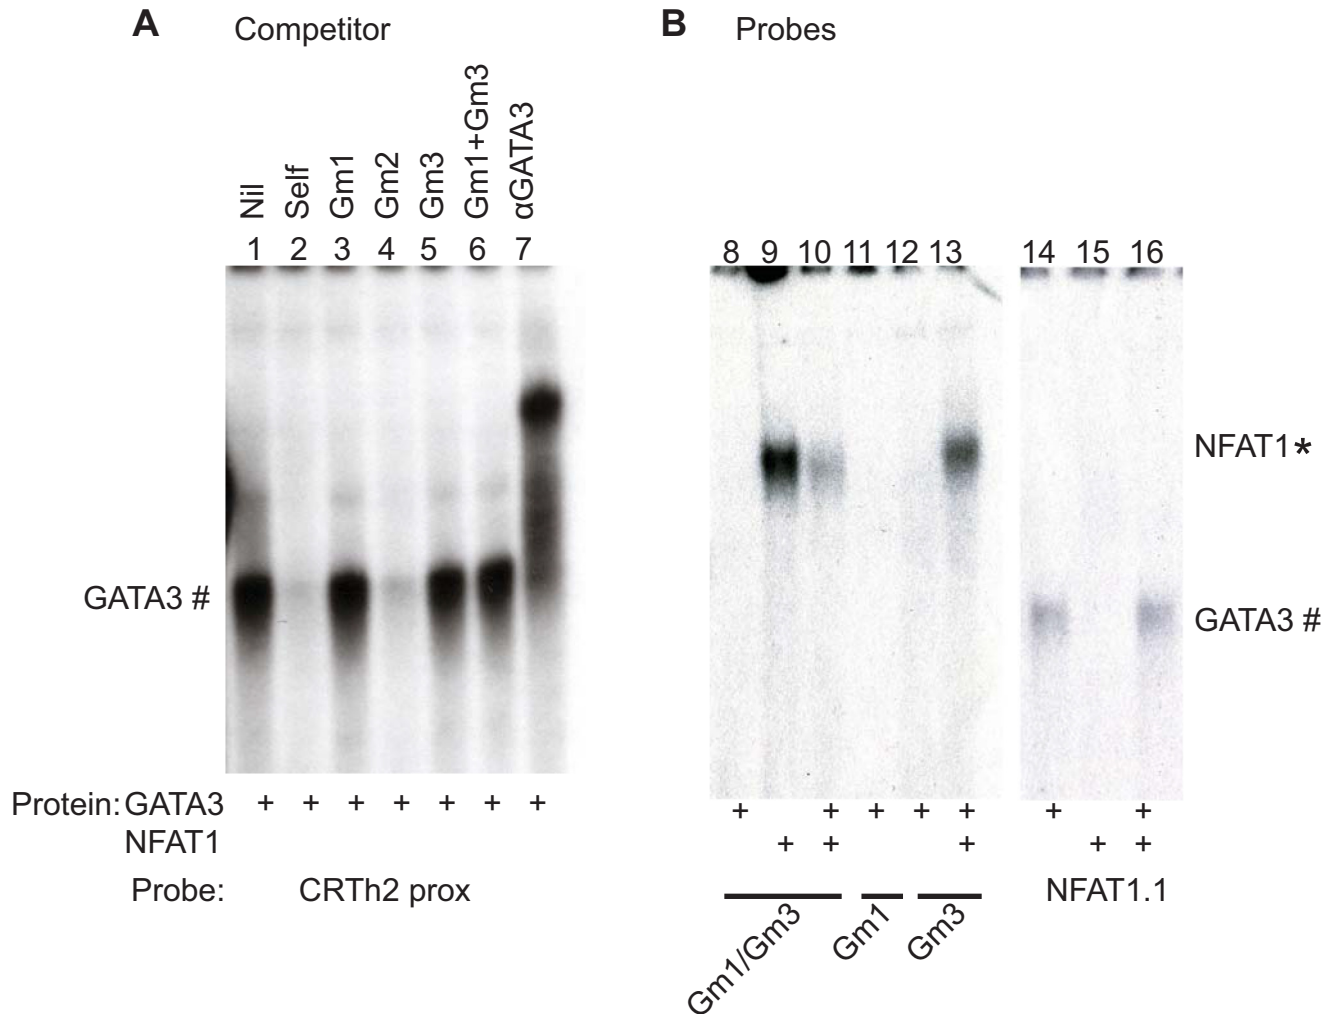 A Competitor
Nil Self Gm1 Gm2 Gm3 Gm1+Gm3 αGATA3
1 2 3 4 5 6 7
GATA3 #
Protein: GATA3 + + + + + + +
NFAT1
Probe: CRTh2 prox
B Probes
8 9 10 11 12 13 14 15 16
NFAT1*
GATA3 #
+ + + + + + +
+ + + + +
Gm1/Gm3 Gm1 Gm3 NFAT1.1